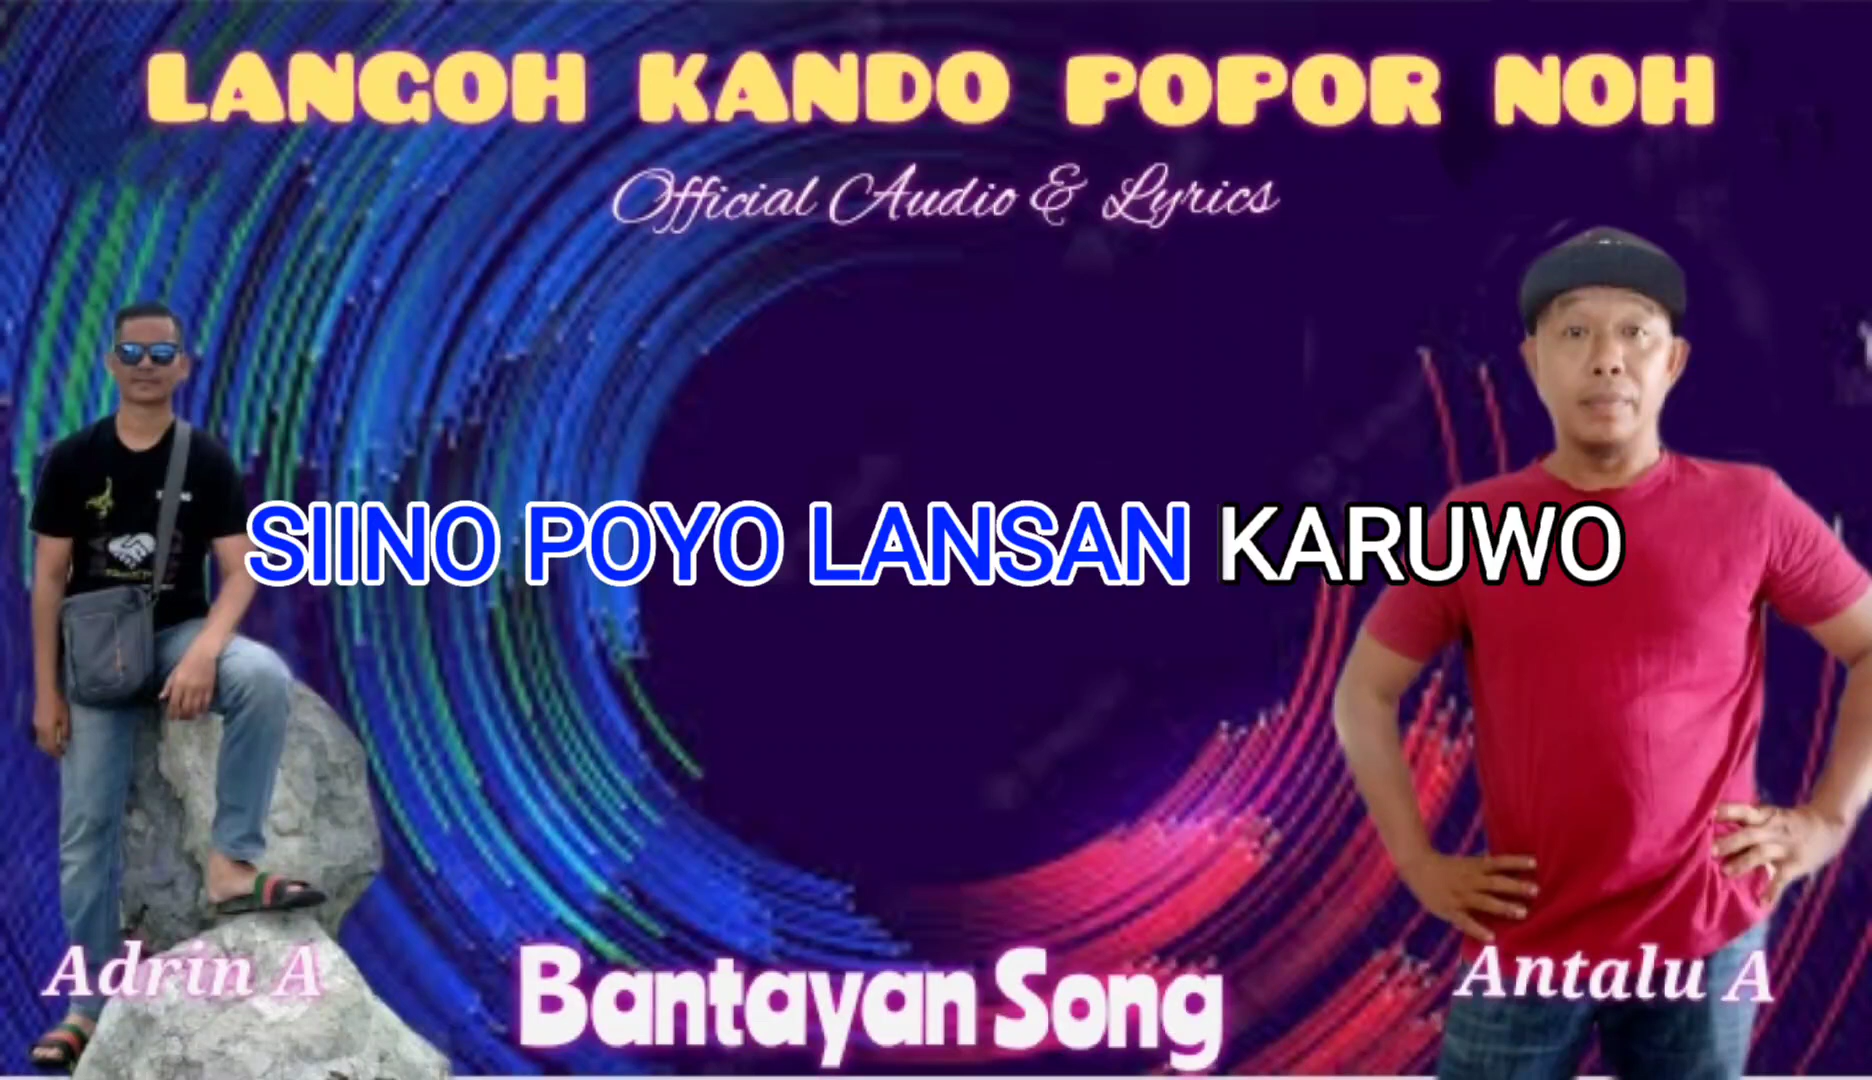 LANGOH KANDO POPOR NOH
Official Audio & Lyrics
SIINO POYO LANSAN KARUWO
Adrin A
Bantayan Song
Antalu A